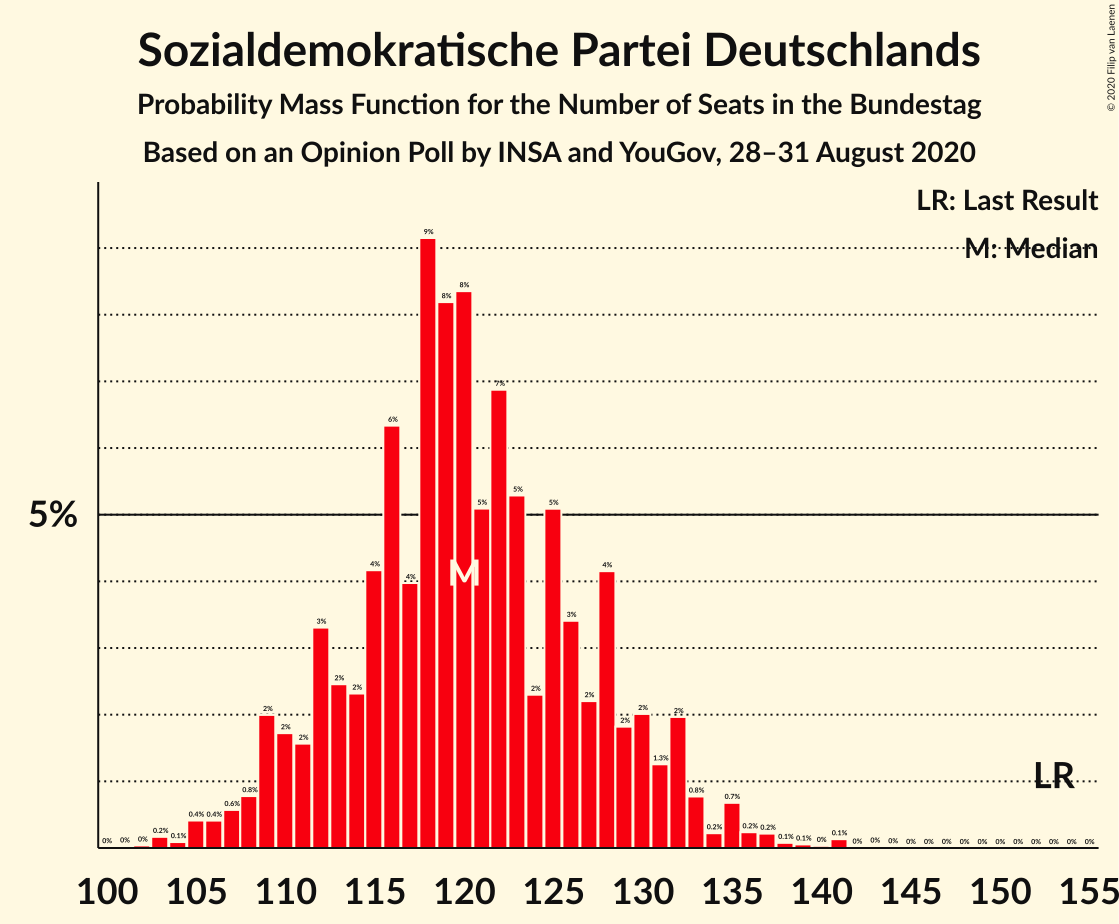 Sozialdemokratische Partei Deutschlands
Probability Mass Function for the Number of Seats in the Bundestag
Based on an Opinion Poll by INSA and YouGov, 28–31 August 2020
© 2020 Filip van Laenen
LR: Last Result
M: Median
5%
0% 0% 0% 0.2% 0.1% 0.4% 0.4% 0.6% 0.8% 2% 2% 2% 3% 2% 2% 4% 6% 4% 9% 8% 8% 5% 7% 5% 2% 5% 3% 2% 4% 2% 2% 1.3% 2% 0.8% 0.2% 0.7% 0.2% 0.2% 0.1% 0.1% 0% 0.1% 0% 0% 0% 0% 0% 0% 0% 0% 0% 0% 0% 0% 0% 0%
M
LR
100 105 110 115 120 125 130 135 140 145 150 155